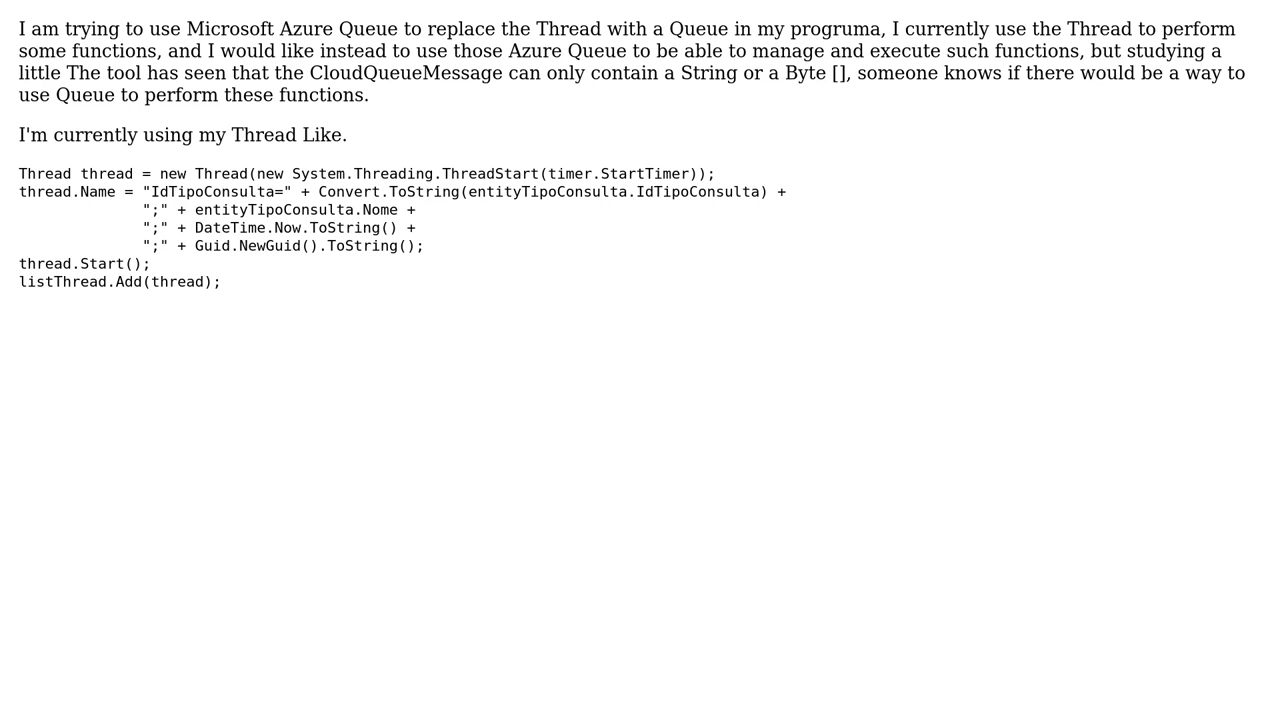 I am trying to use Microsoft Azure Queue to replace the Thread with a Queue in my programa, I currently use the Thread to perform
some functions, and I would like instead to use those Azure Queue to be able to manage and execute such functions, but studying a
little The tool has seen that the CloudQueueMessage can only contain a String or a Byte [], someone knows if there would be a way to
use Queue to perform these functions.
I'm currently using my Thread Like.
Thread thread = new Thread(new System.Threading.ThreadStart(timer.StartTimer));
thread.Name = "IdTipoConsulta=" + Convert.ToString(entityTipoConsulta.IdTipoConsulta) +
";" + entityTipoConsulta.Nome +
";" + DateTime.Now.ToString() +
";" + Guid.NewGuid().ToString();
thread.Start();
listThread.Add(thread);